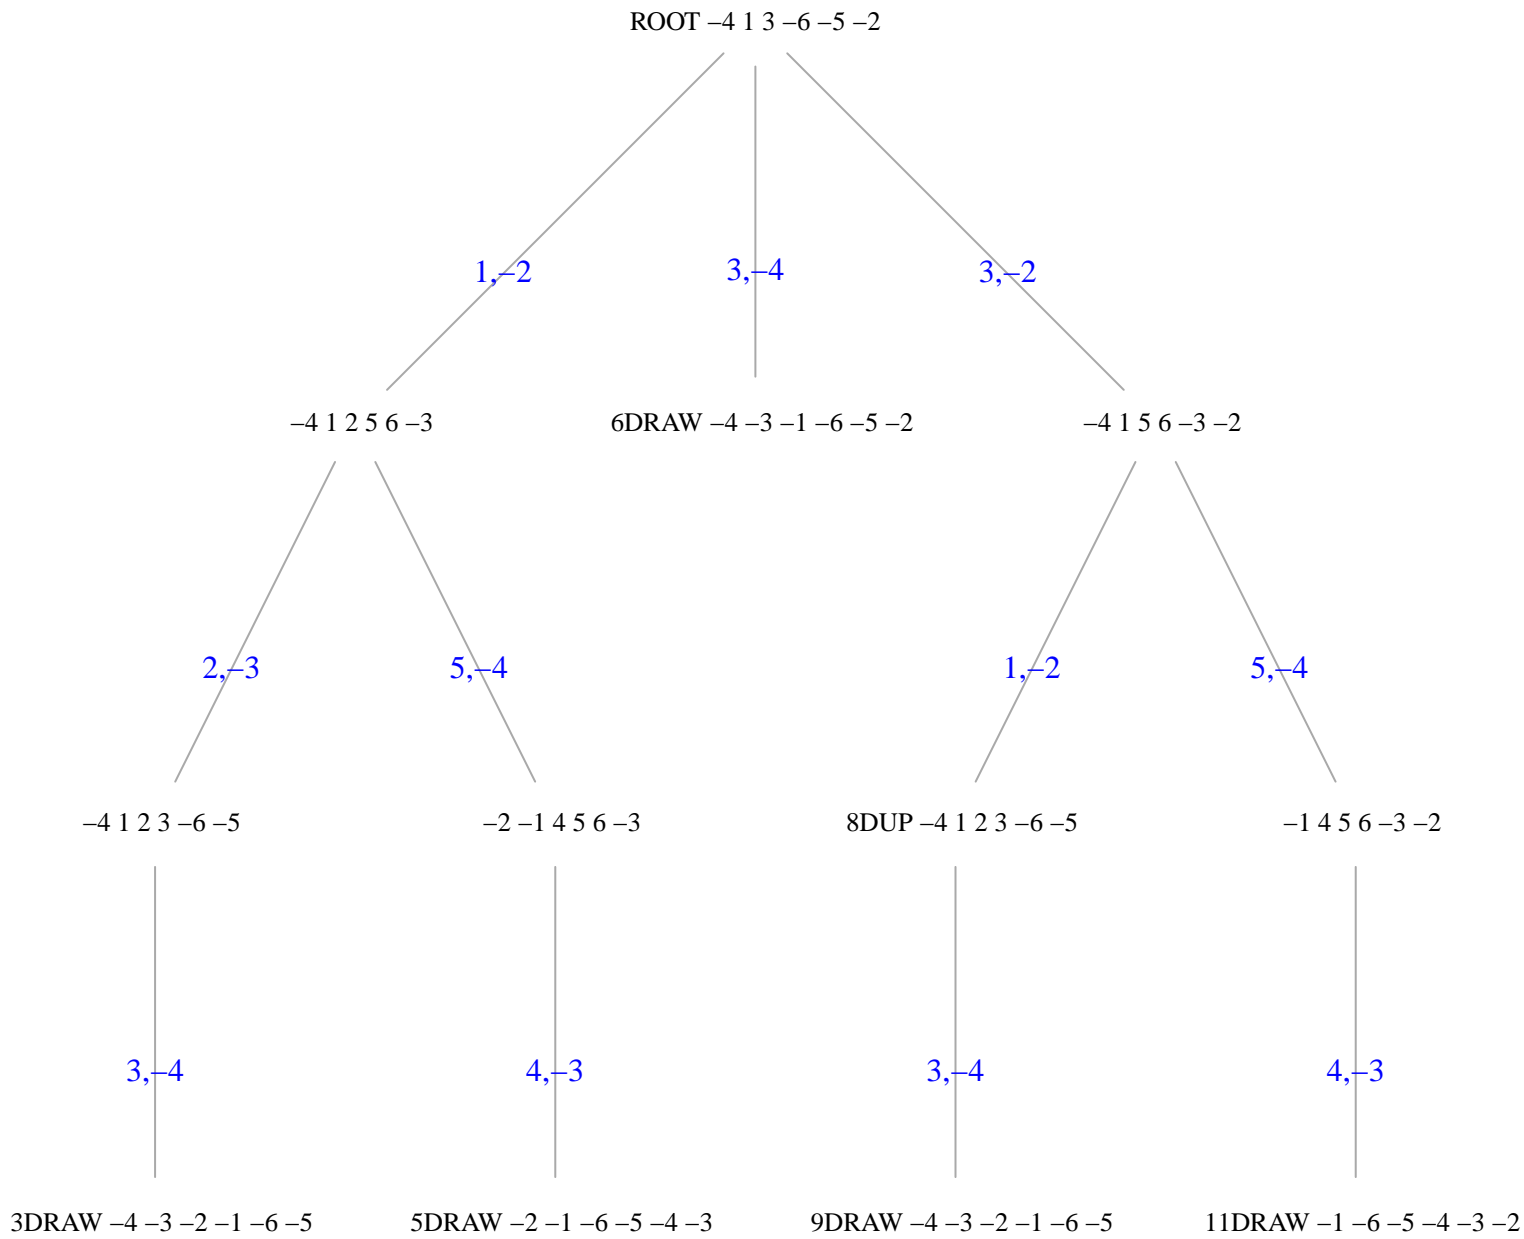 ROOT –4 1 3 –6 –5 –2
1,–2
3,–4
3,–2
–4 1 2 5 6 –3
6DRAW –4 –3 –1 –6 –5 –2
–4 1 5 6 –3 –2
2,–3
5,–4
1,–2
5,–4
–4 1 2 3 –6 –5
–2 –1 4 5 6 –3
8DUP –4 1 2 3 –6 –5
–1 4 5 6 –3 –2
3,–4
4,–3
3,–4
4,–3
3DRAW –4 –3 –2 –1 –6 –5
5DRAW –2 –1 –6 –5 –4 –3
9DRAW –4 –3 –2 –1 –6 –5
11DRAW –1 –6 –5 –4 –3 –2